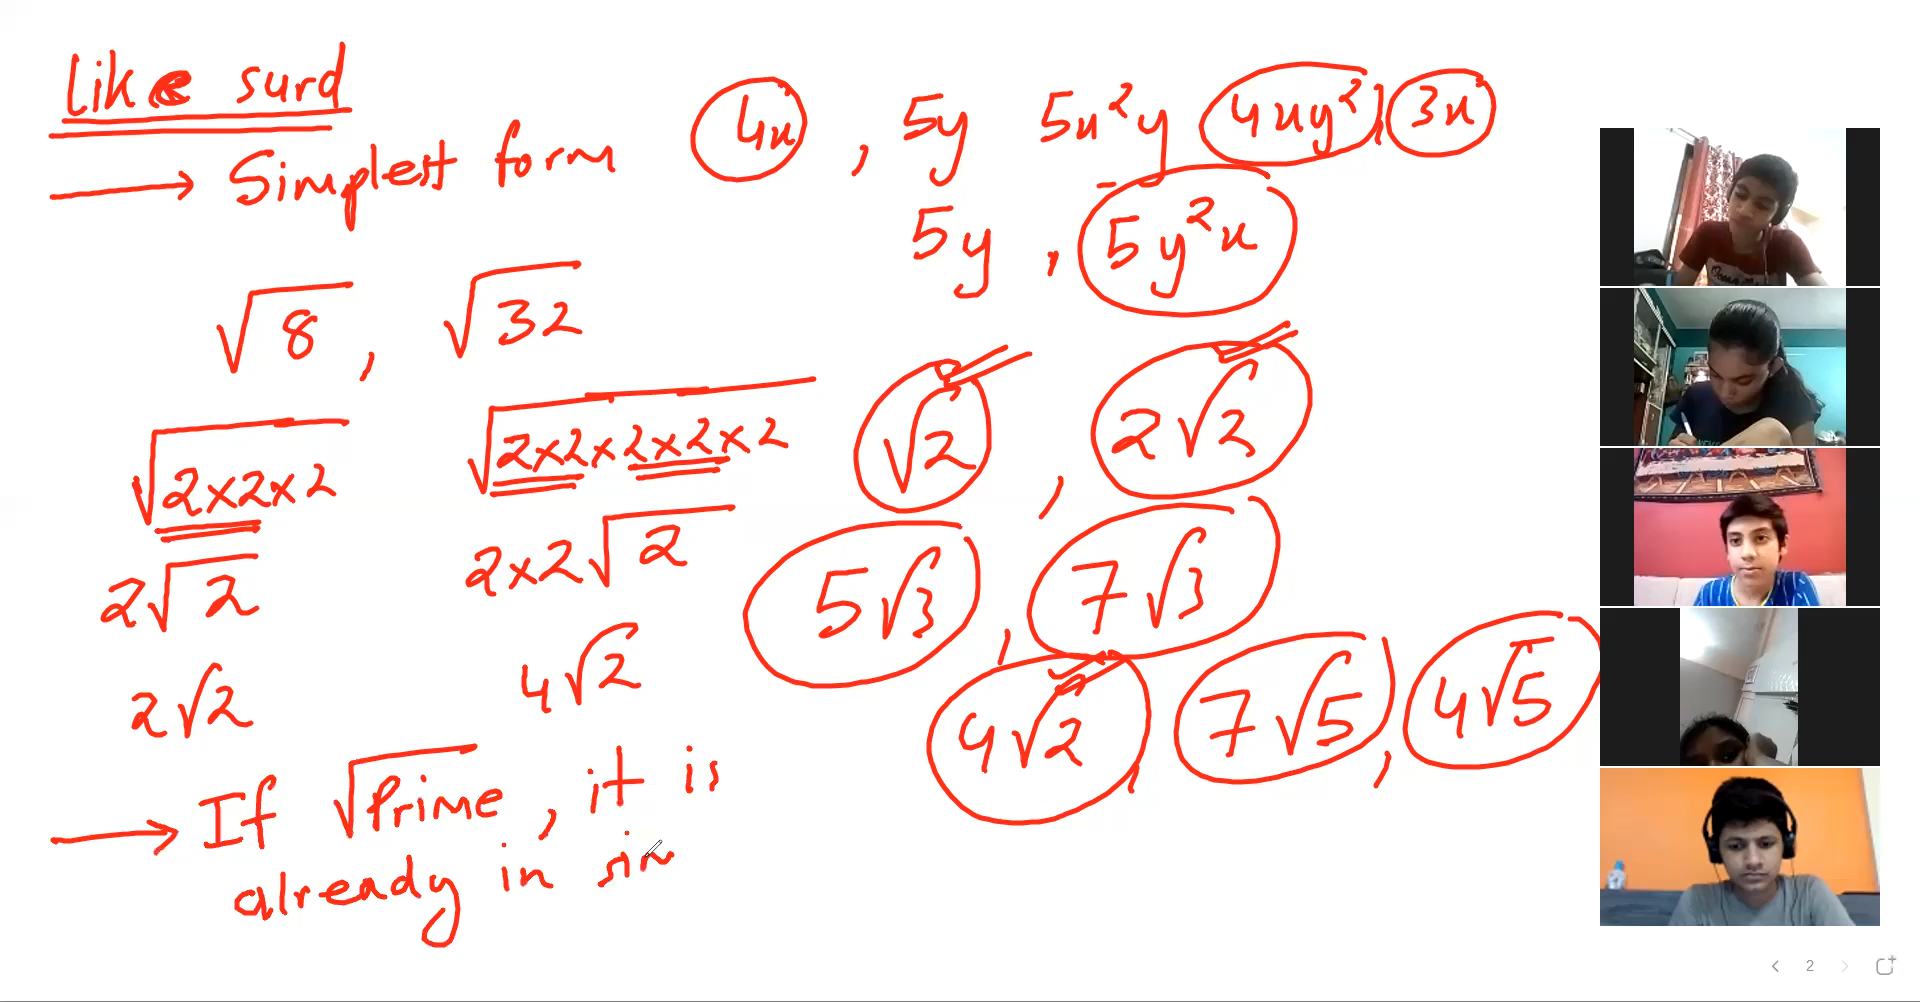 Like surd
→ Simplest form
4x , 5y 5x²y 4xy², 3x
5y , 5y²x
√8 , √32
√2×2×2 √2×2×2×2×2
2√2 2×2√2
2√2 4√2
√2 , 2√2
5√3 , 7√3
4√2 , 7√5 , 4√5
→ If √Prime , it is
already in sim
2